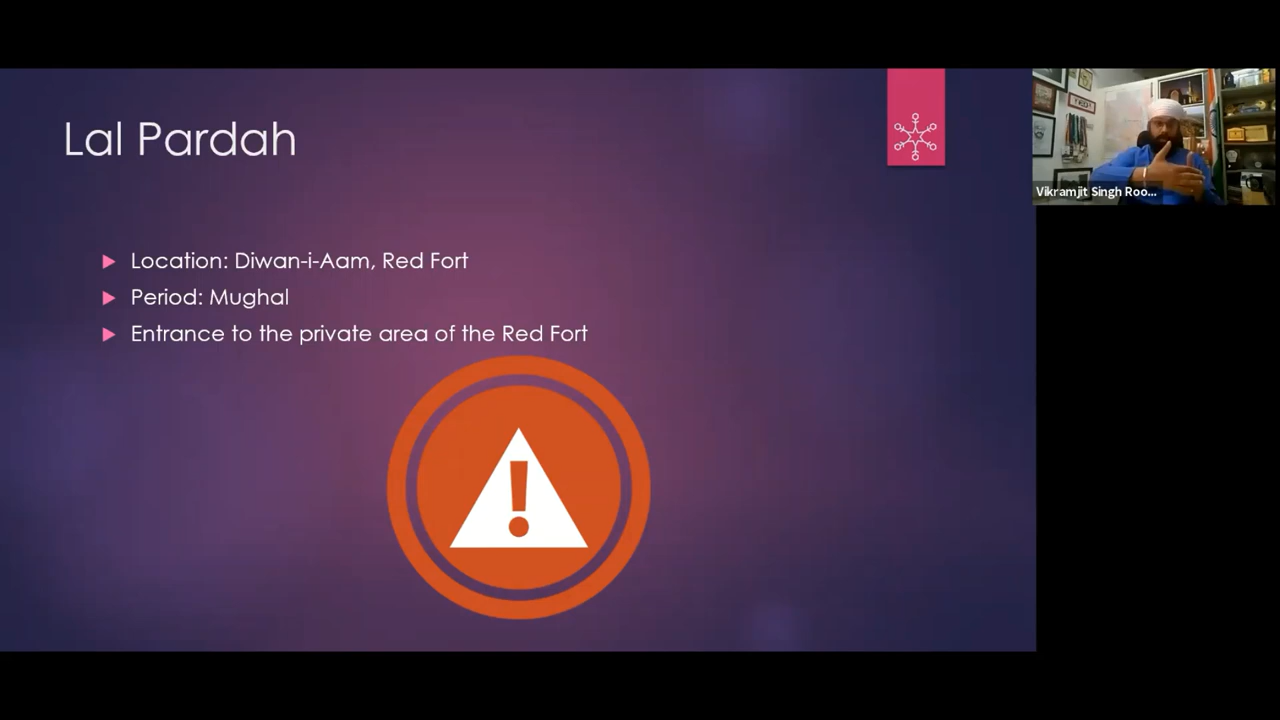 Lal Pardah
Location: Diwan-i-Aam, Red Fort
Period: Mughal
Entrance to the private area of the Red Fort
Vikramjit Singh Roo...